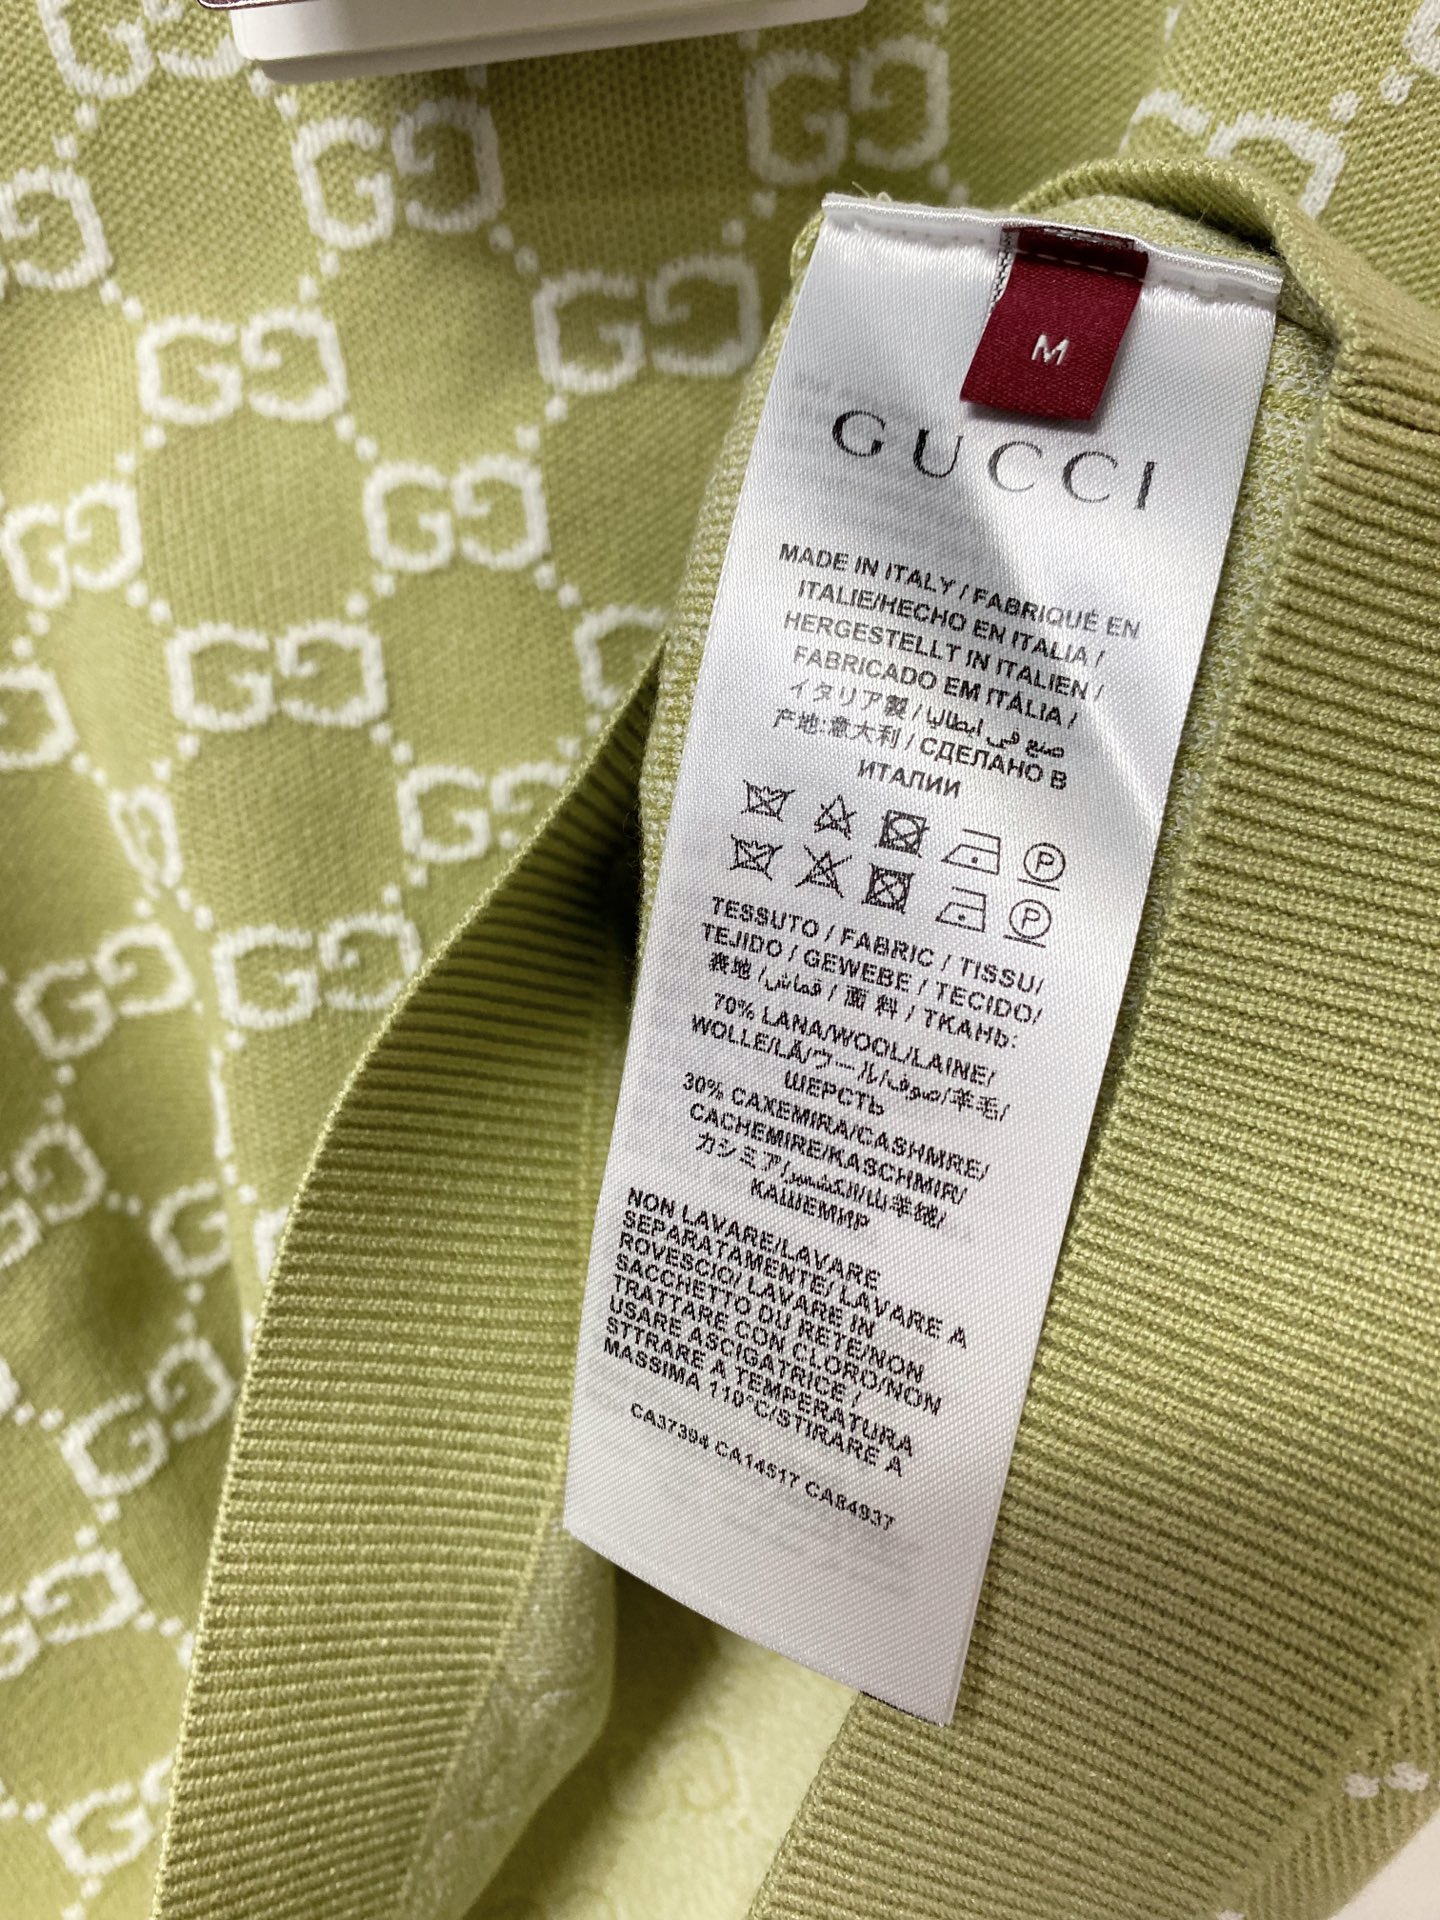 M
GUCCI
MADE IN ITALY / FABRIQUÉ EN
ITALIE/HECHO EN ITALIA /
HERGESTELLT IN ITALIEN /
FABRICADO EM ITÁLIA /
イタリア製 / صنع في ايطاليا
产地:意大利 / СДЕЛАНО В
ИТАЛИИ
P
P
TESSUTO / FABRIC / TISSU/
TEJIDO / GEWEBE / TECIDO/
表地 / قماش / 面 料 / ТКАНЬ:
70% LANA/WOOL/LAINE/
WOLLE/LÃ/ウール/صوف/羊毛/
ШЕРСТЬ
30% CAXEMIRA/CASHMRE/
CACHEMIRE/KASCHMIR/
カシミア/الكشمير/山羊绒/
КАШЕМИР
NON LAVARE/LAVARE
SEPARATAMENTE/ LAVARE A
ROVESCIO/ LAVARE IN
SACCHETTO DU RETE/NON
TRATTARE CON CLORO/NON
USARE ASCIGATRICE /
STTRARE A TEMPERATURA
MASSIMA 110°C/STIRARE A
CA37394 CA14517 CA84937